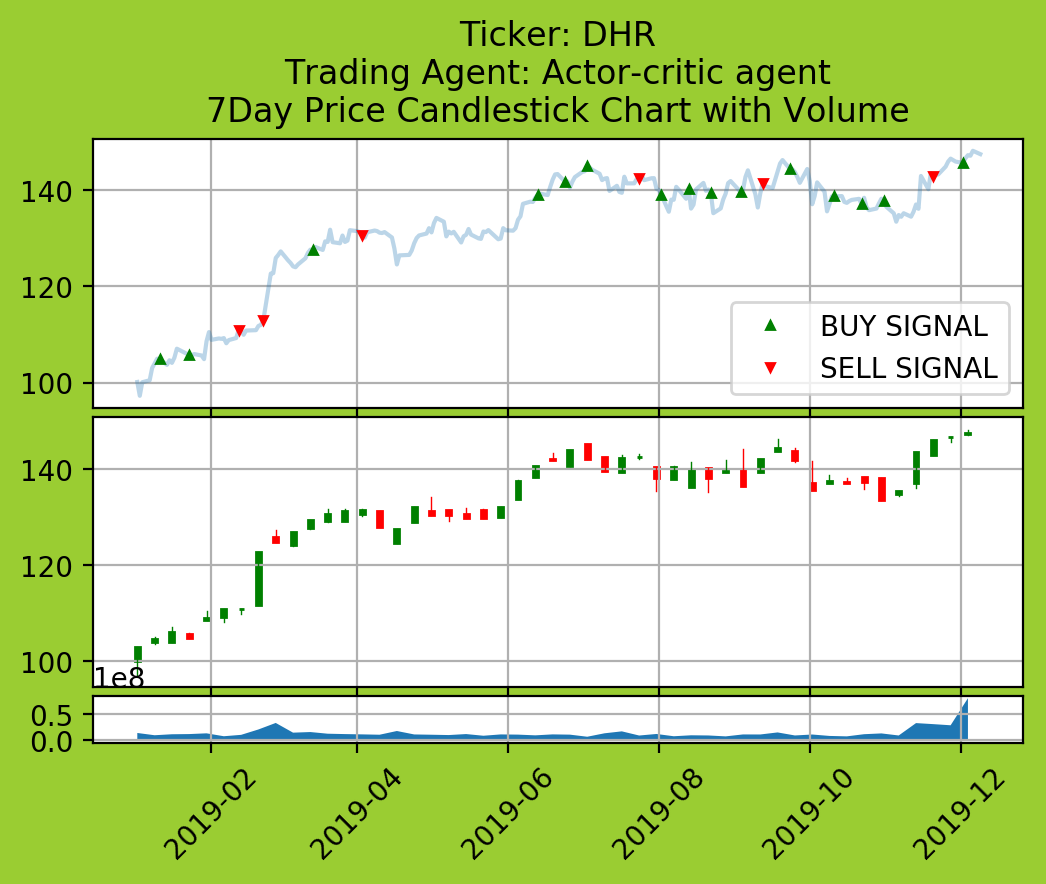 Ticker: DHR
Trading Agent: Actor-critic agent
7Day Price Candlestick Chart with Volume
140
120
100
BUY SIGNAL
SELL SIGNAL
140
120
100
1e8
0.5
0.0
2019-02
2019-04
2019-06
2019-08
2019-10
2019-12